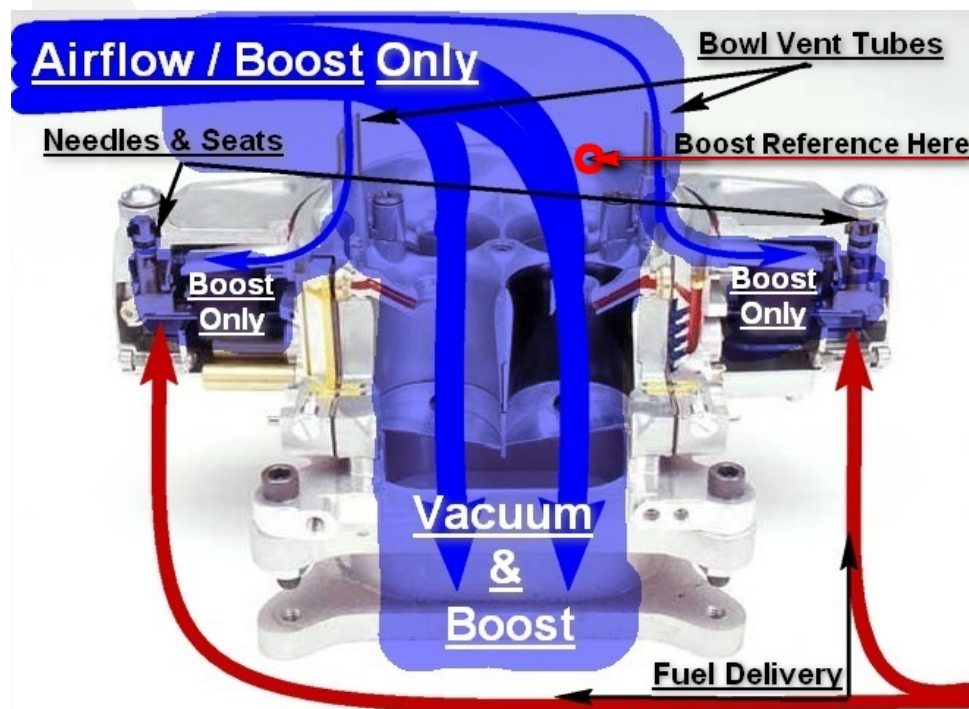 Airflow / Boost Only
Bowl Vent Tubes
Needles & Seats
Boost Reference Here
Boost
Only
Boost
Only
Vacuum
&
Boost
Fuel Delivery